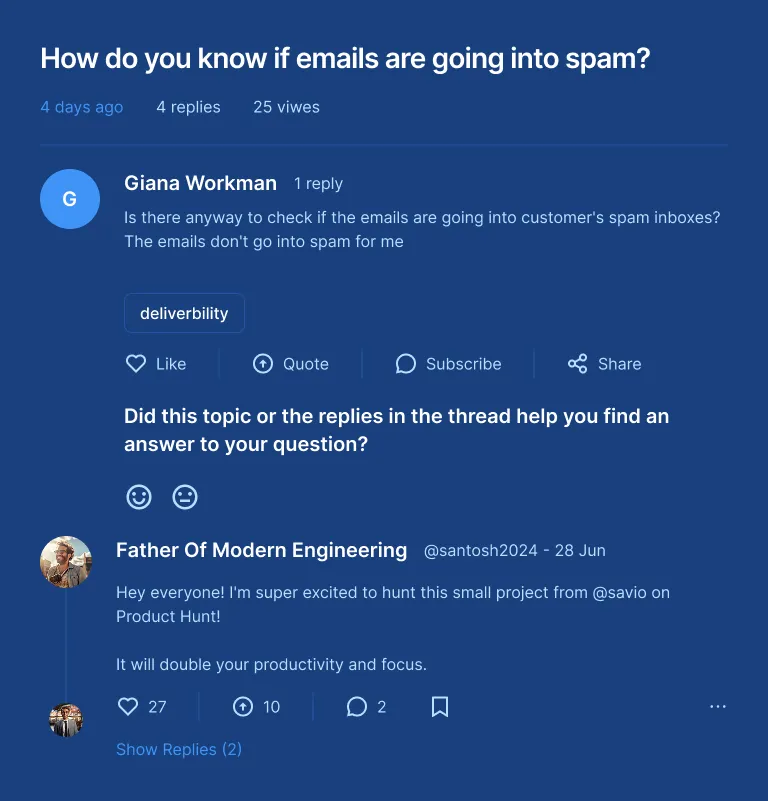 How do you know if emails are going into spam?
4 days ago 4 replies 25 viwes
G
Giana Workman 1 reply
Is there anyway to check if the emails are going into customer's spam inboxes?
The emails don't go into spam for me
deliverbility
Like Quote Subscribe Share
Did this topic or the replies in the thread help you find an
answer to your question?
Father Of Modern Engineering @santosh2024 - 28 Jun
Hey everyone! I'm super excited to hunt this small project from @savio on
Product Hunt!
It will double your productivity and focus.
27 10 2
Show Replies (2)